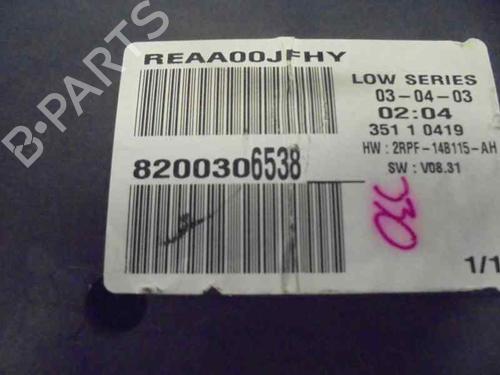 REAA00JFHY
LOW SERIES
03-04-03
02:04
351 1 0419
HW : 2RPF-14B115-AH
SW : V08.31
8200306538
030
1/1
B-PARTS